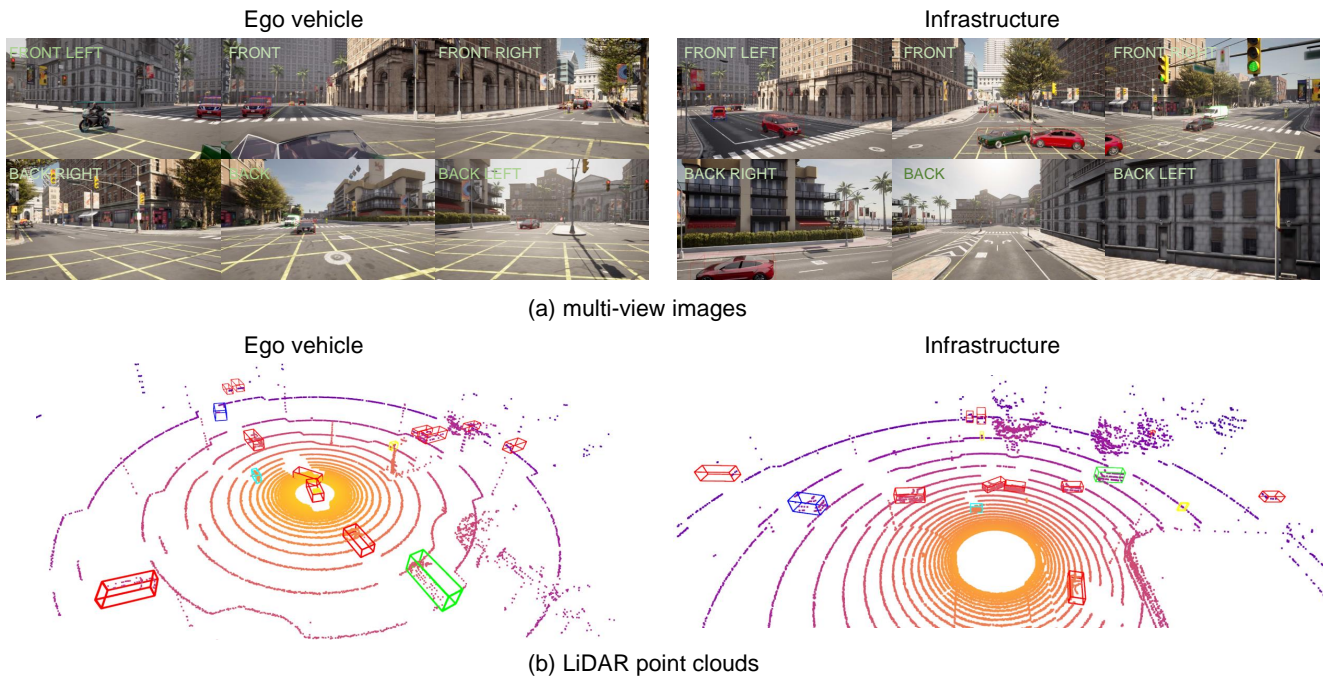 Ego vehicle
Infrastructure
FRONT LEFT
FRONT
FRONT RIGHT
FRONT LEFT
FRONT
FRONT RIGHT
BACK RIGHT
BACK
BACK LEFT
BACK RIGHT
BACK
BACK LEFT
(a) multi-view images
Ego vehicle
Infrastructure
(b) LiDAR point clouds